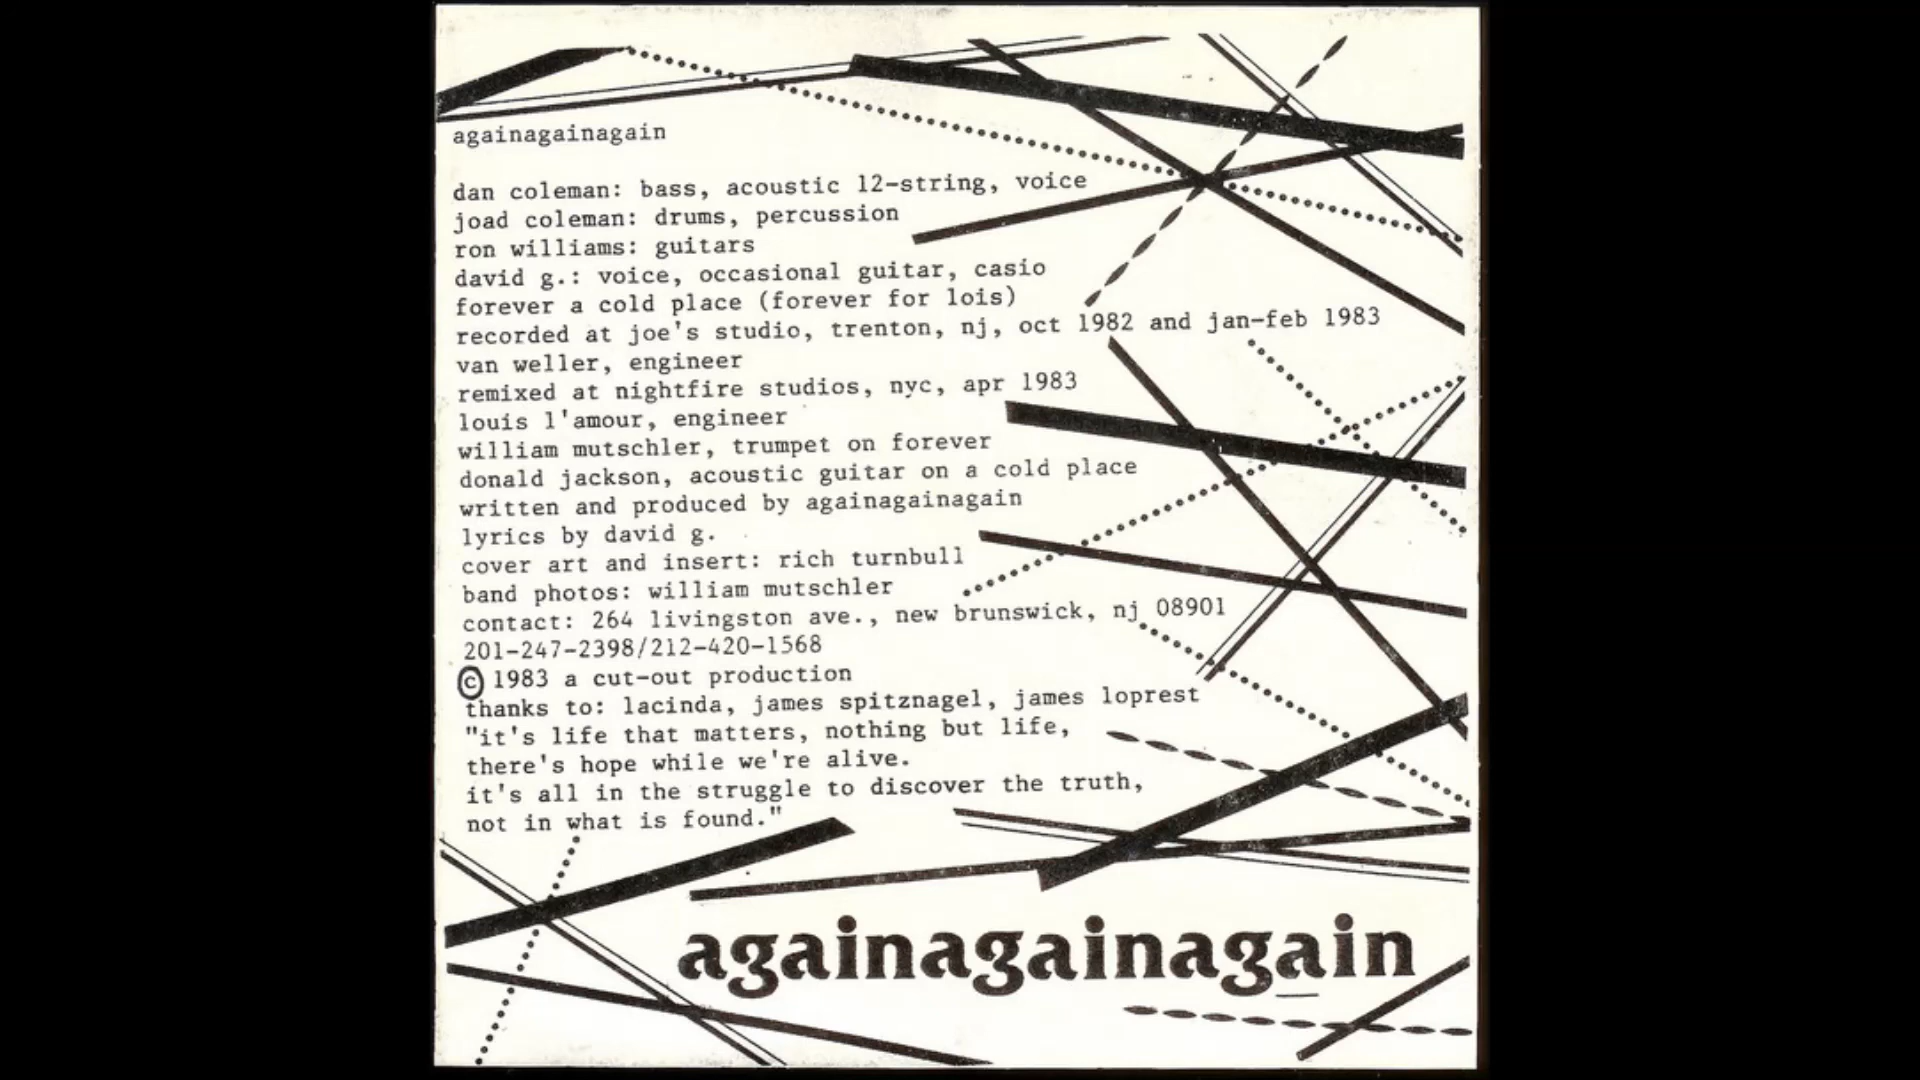 againagainagain
dan coleman: bass, acoustic 12-string, voice
joad coleman: drums, percussion
ron williams: guitars
david g.: voice, occasional guitar, casio
forever a cold place (forever for lois)
recorded at joe's studio, trenton, nj, oct 1982 and jan-feb 1983
van weller, engineer
remixed at nightfire studios, nyc, apr 1983
louis l'amour, engineer
william mutschler, trumpet on forever
donald jackson, acoustic guitar on a cold place
written and produced by againagainagain
lyrics by david g.
cover art and insert: rich turnbull
band photos: william mutschler
contact: 264 livingston ave., new brunswick, nj 08901
201-247-2398/212-420-1568
© 1983 a cut-out production
thanks to: lacinda, james spitznagel, james loprest
"it's life that matters, nothing but life,
there's hope while we're alive.
it's all in the struggle to discover the truth,
not in what is found."
againagainagain